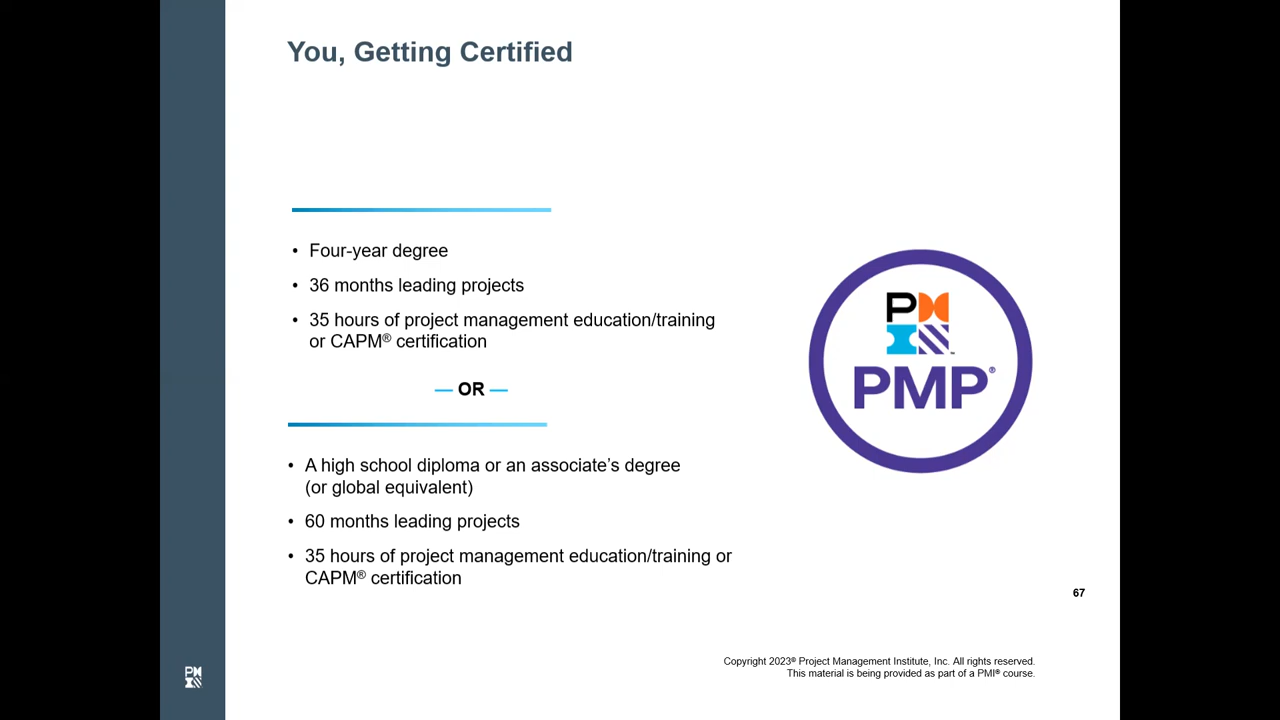 You, Getting Certified
• Four-year degree
• 36 months leading projects
• 35 hours of project management education/training
or CAPM® certification
— OR —
• A high school diploma or an associate’s degree
(or global equivalent)
• 60 months leading projects
• 35 hours of project management education/training or
CAPM® certification
PMI™
PMP®
67
PMI
Copyright 2023® Project Management Institute, Inc. All rights reserved.
This material is being provided as part of a PMI® course.